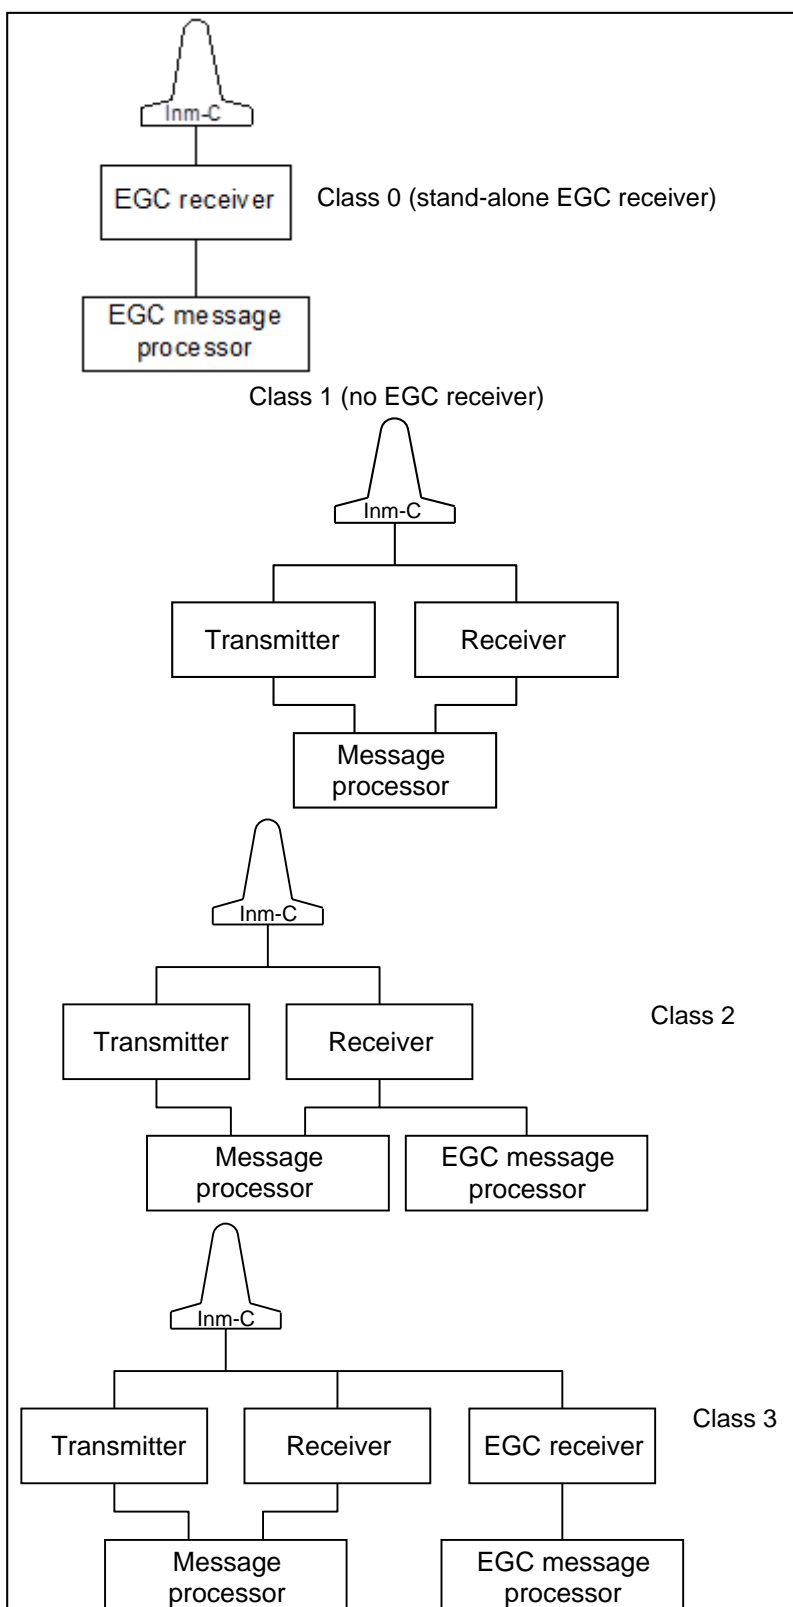 Inm-C
EGC receiver
Class 0 (stand-alone EGC receiver)
EGC message
processor
Class 1 (no EGC receiver)
Inm-C
Transmitter
Receiver
Message
processor
Inm-C
Class 2
Transmitter
Receiver
Message
processor
EGC message
processor
Inm-C
Class 3
Transmitter
Receiver
EGC receiver
Message
processor
EGC message
processor